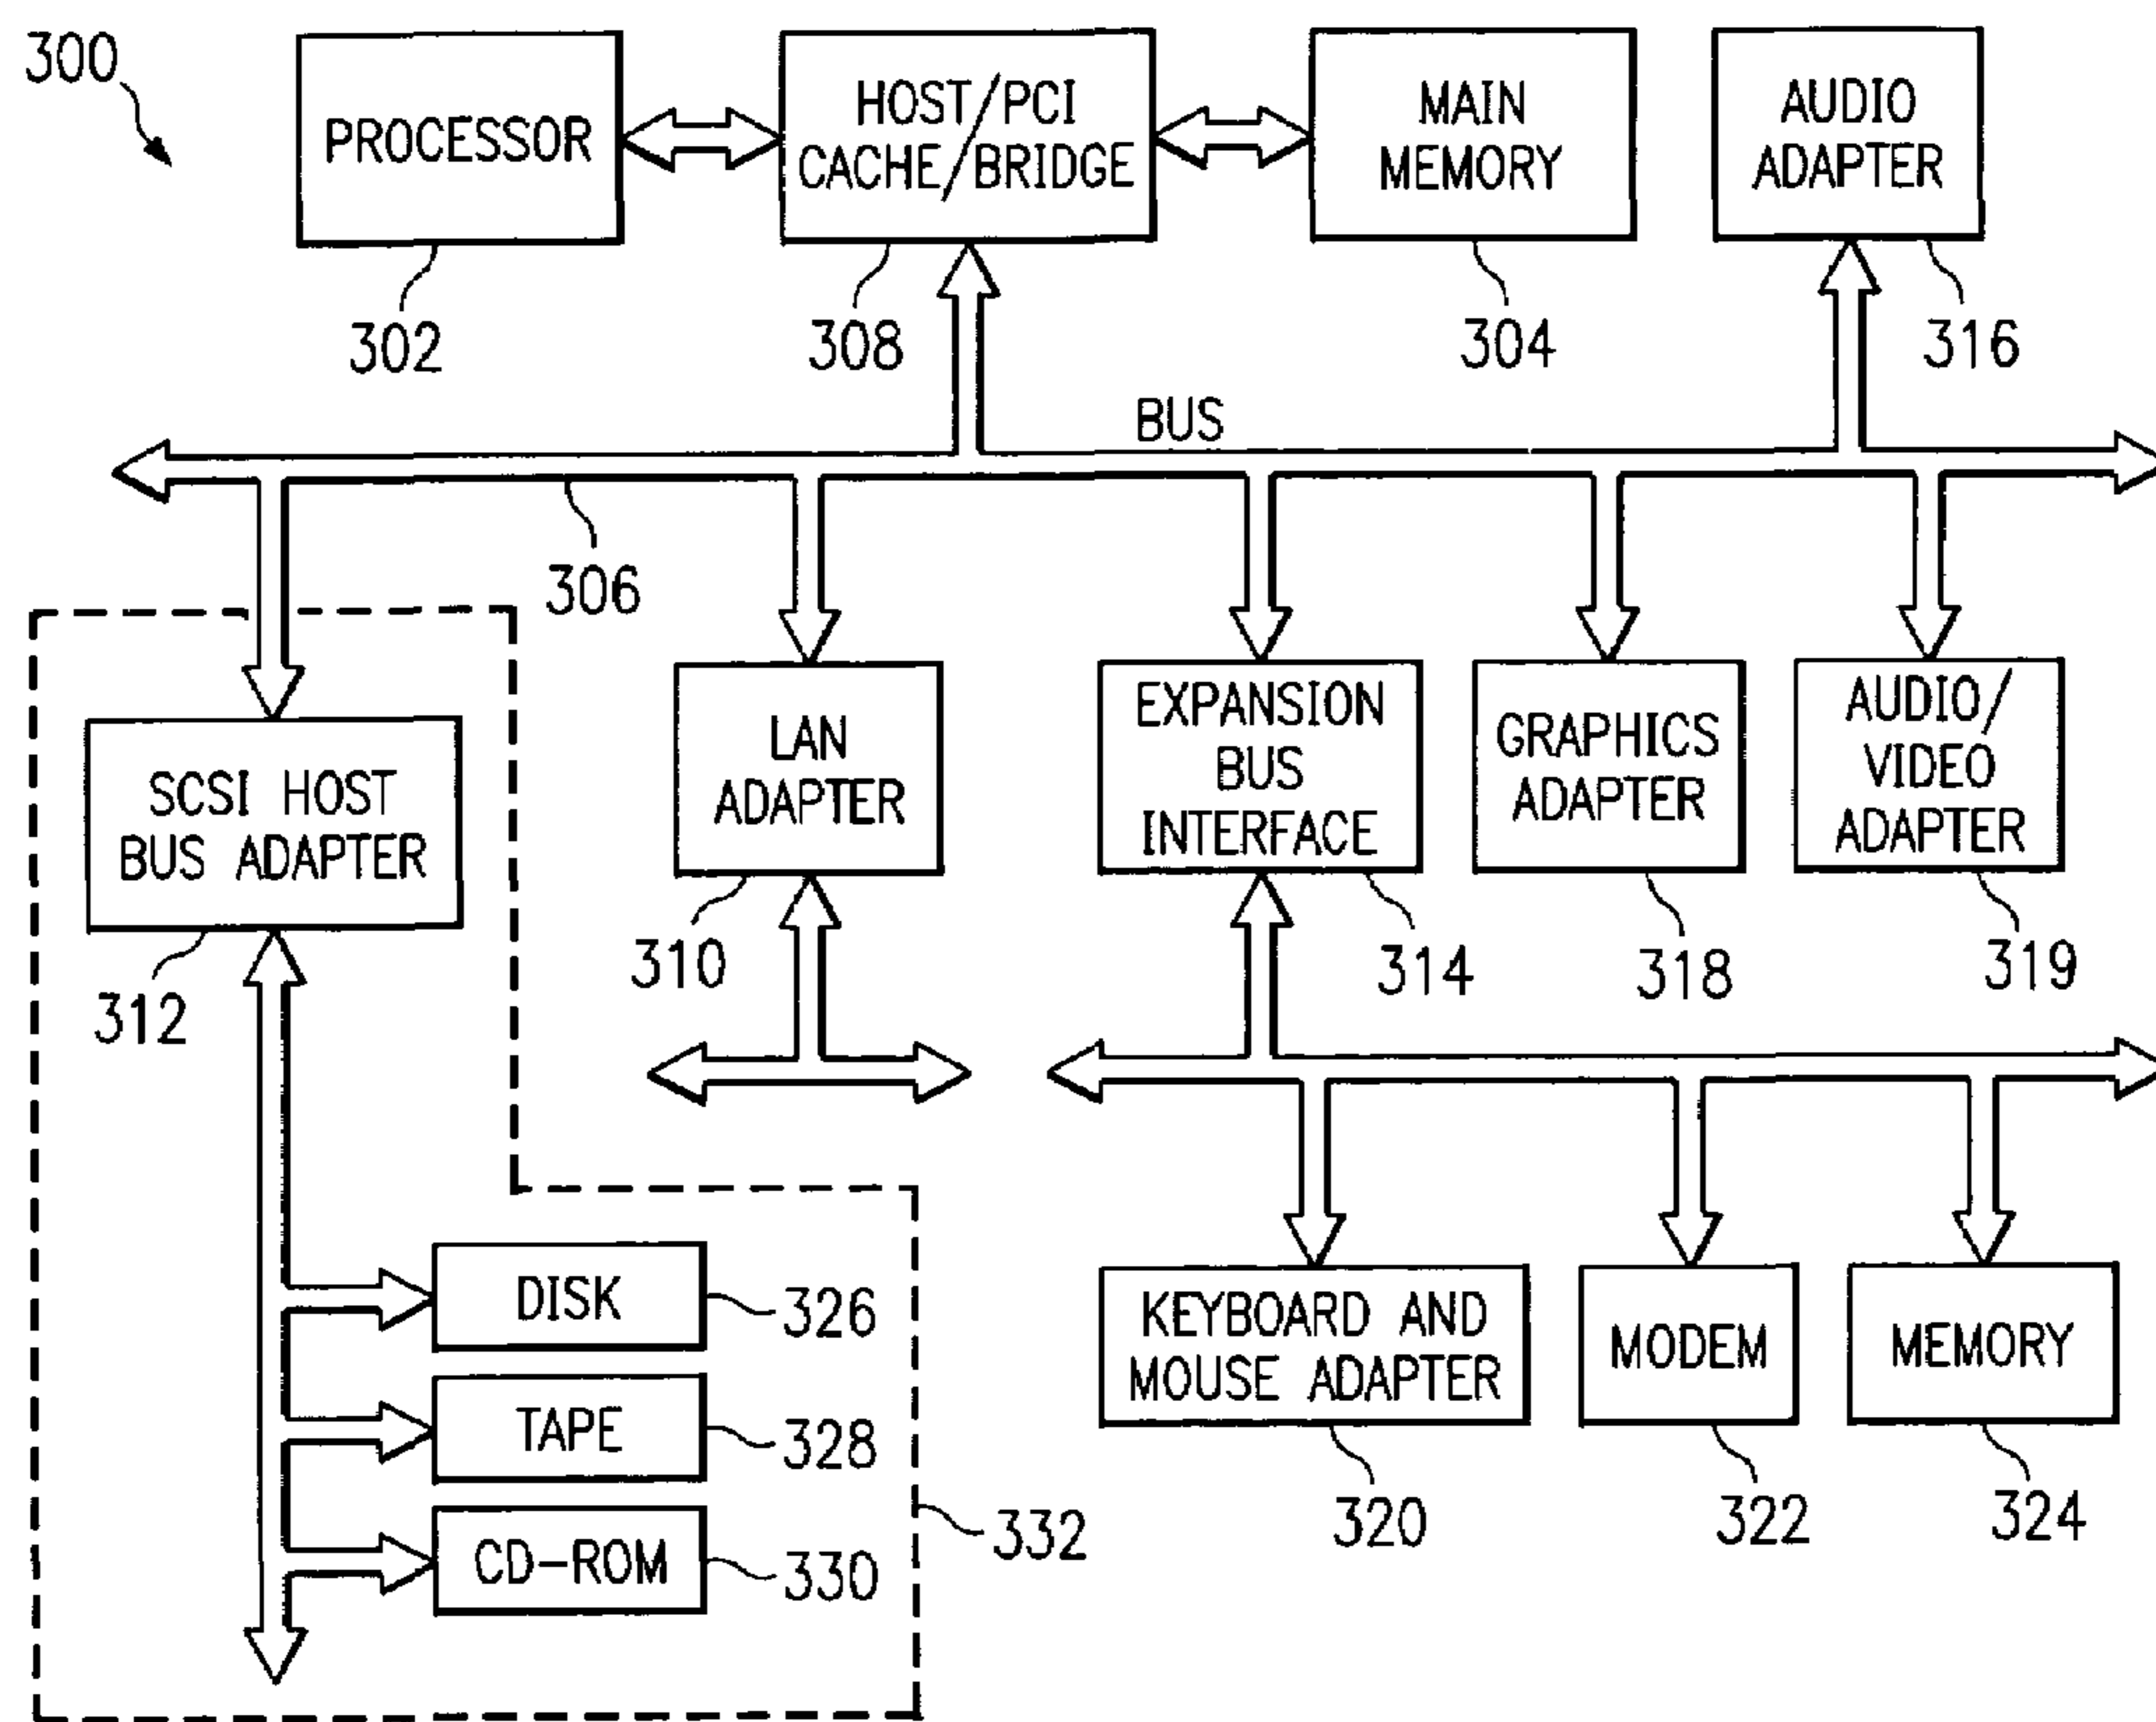 300
PROCESSOR
302
HOST/PCI
CACHE/BRIDGE
308
MAIN
MEMORY
304
AUDIO
ADAPTER
316
BUS
306
SCSI HOST
BUS ADAPTER
312
LAN
ADAPTER
310
EXPANSION
BUS
INTERFACE
314
GRAPHICS
ADAPTER
318
AUDIO/
VIDEO
ADAPTER
319
DISK
326
TAPE
328
CD-ROM
330
332
KEYBOARD AND
MOUSE ADAPTER
320
MODEM
322
MEMORY
324